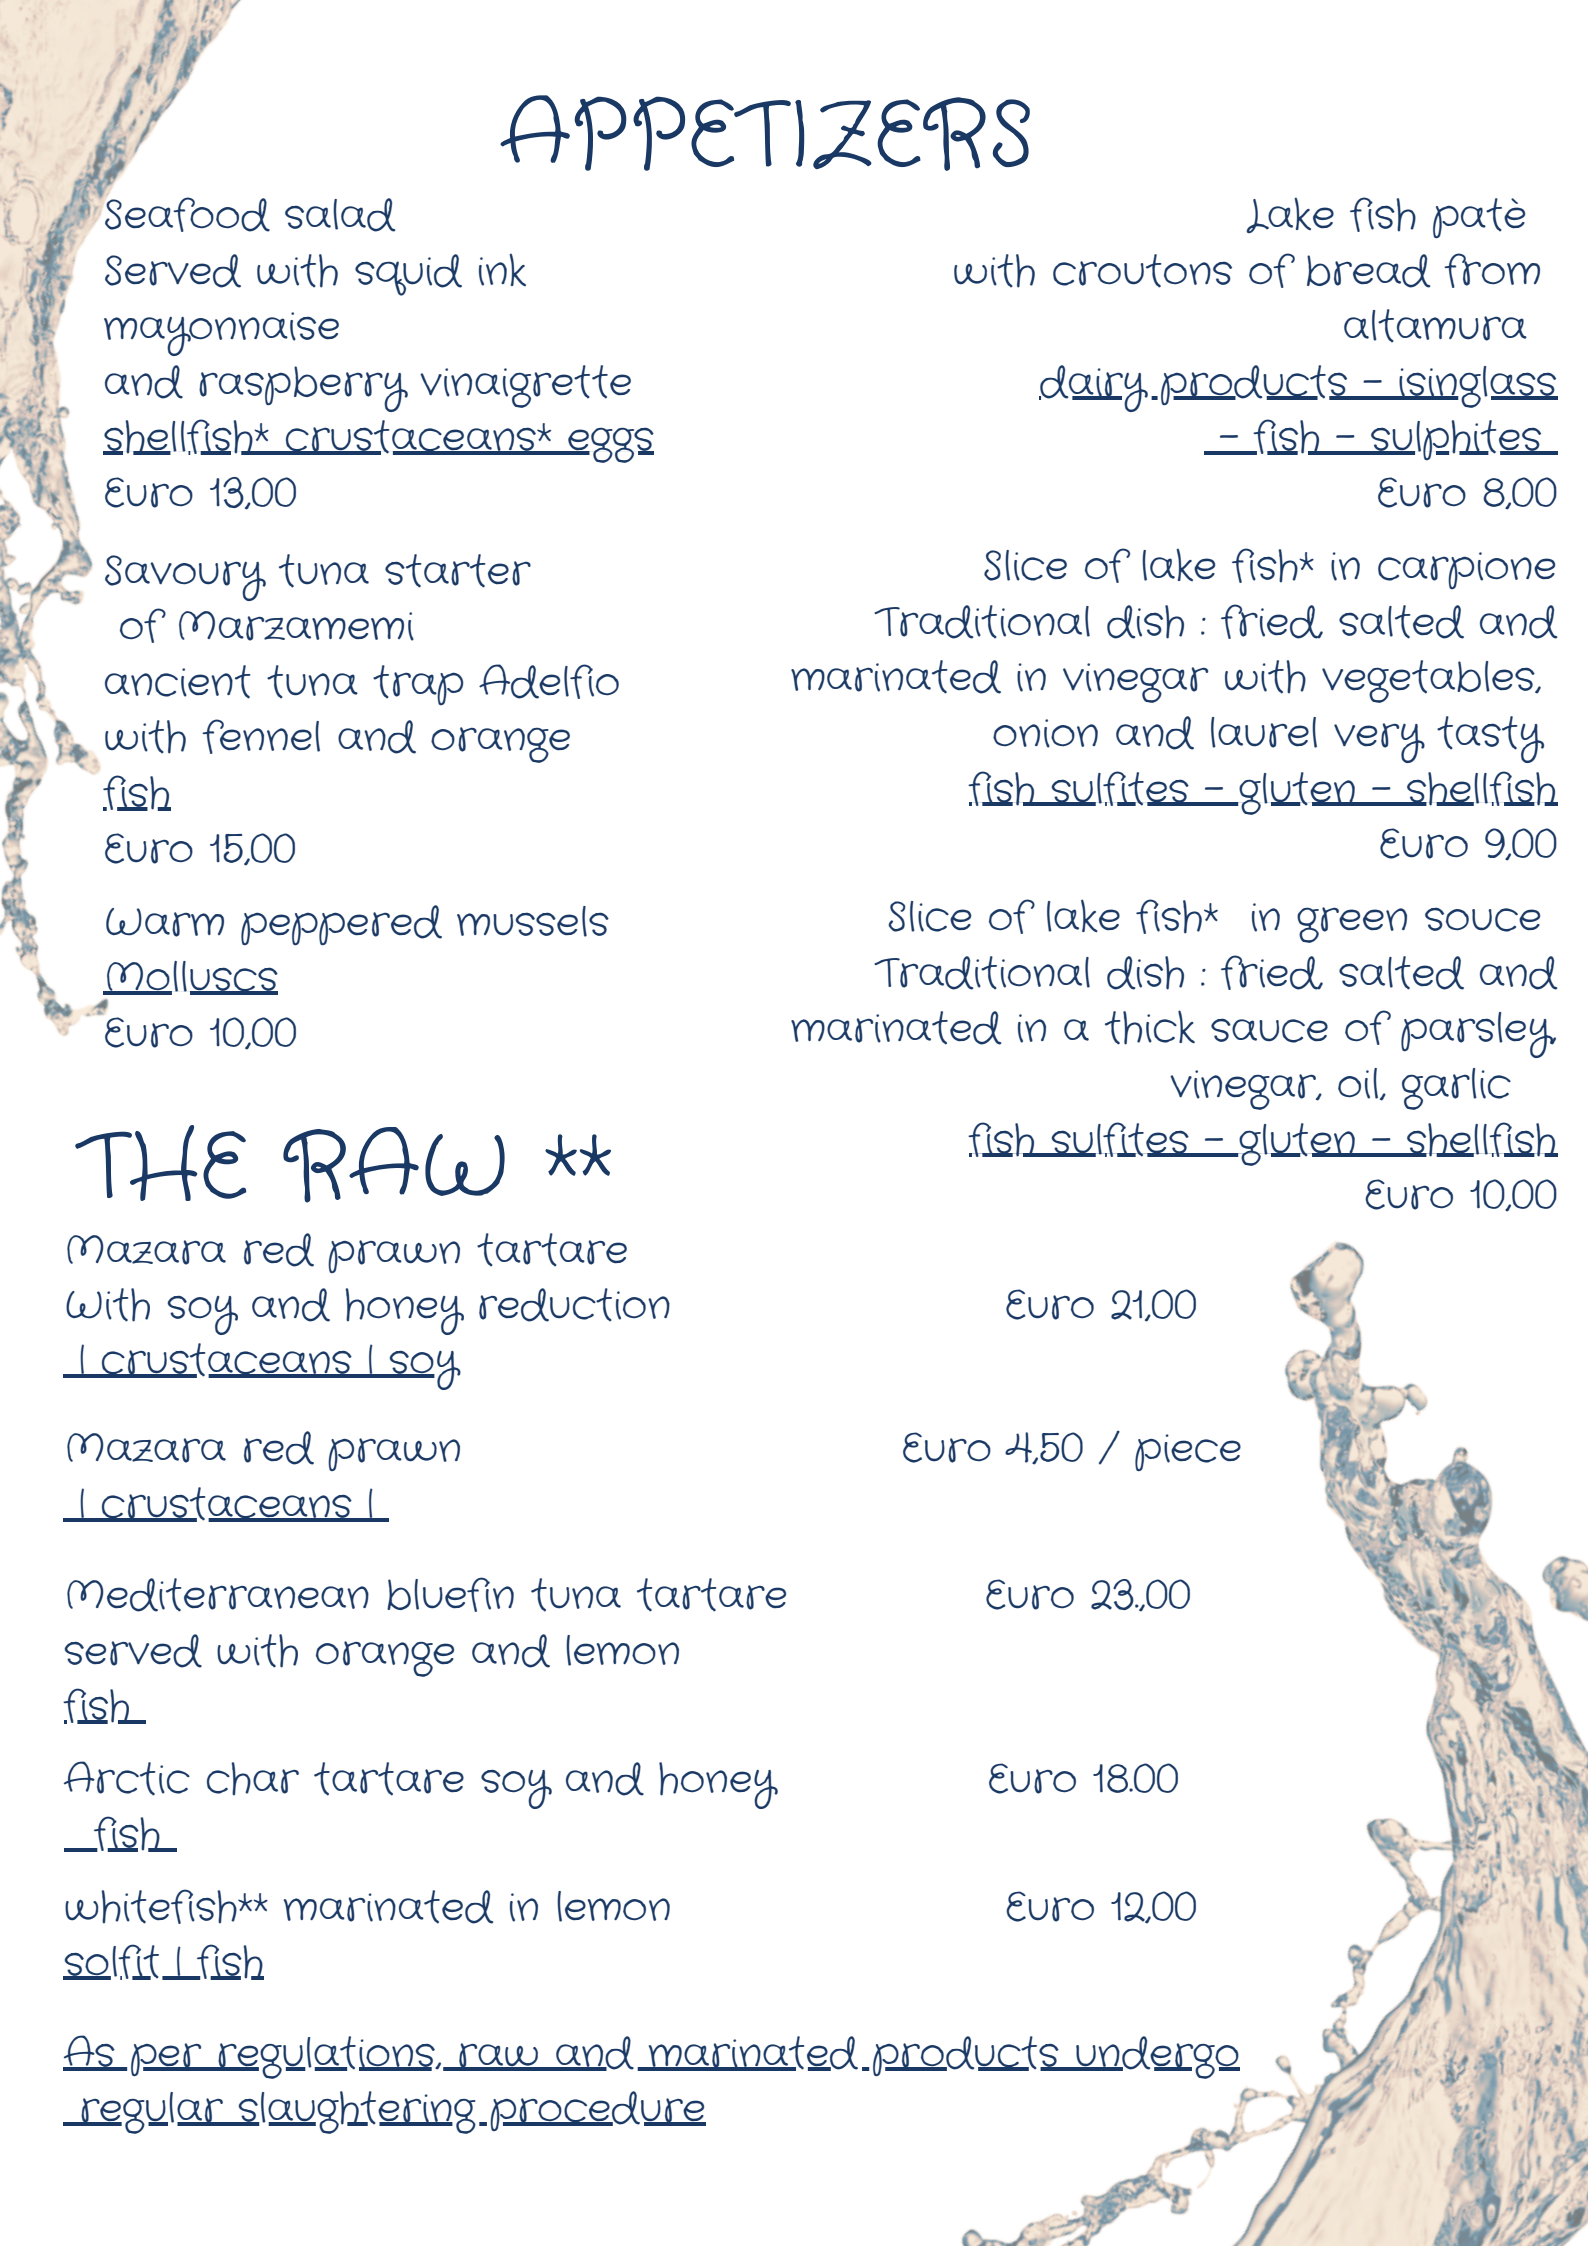 APPETIZERS
Seafood salad
Served with squid ink
mayonnaise
and raspberry vinaigrette
shellfish* crustaceans* eggs
Euro 13,00
Savoury tuna starter
of Marzamemi
ancient tuna trap Adelfio
with fennel and orange
fish
Euro 15,00
Warm peppered mussels
Molluscs
Euro 10,00
Lake fish patè
with croutons of bread from
altamura
dairy products - isinglass
- fish - sulphites
Euro 8,00
Slice of lake fish* in carpione
Traditional dish : fried, salted and
marinated in vinegar with vegetables,
onion and laurel very tasty
fish sulfites - gluten - shellfish
Euro 9,00
Slice of lake fish* in green souce
Traditional dish : fried, salted and
marinated in a thick sauce of parsley,
vinegar, oil, garlic
fish sulfites - gluten - shellfish
Euro 10,00
THE RAW **
Mazara red prawn tartare
With soy and honey reduction Euro 21,00
| crustaceans | soy
Mazara red prawn Euro 4,50 / piece
| crustaceans |
Mediterranean bluefin tuna tartare Euro 23.,00
served with orange and lemon
fish
Arctic char tartare soy and honey Euro 18.00
fish
whitefish** marinated in lemon Euro 12,00
solfit | fish
As per regulations, raw and marinated products undergo
regular slaughtering procedure